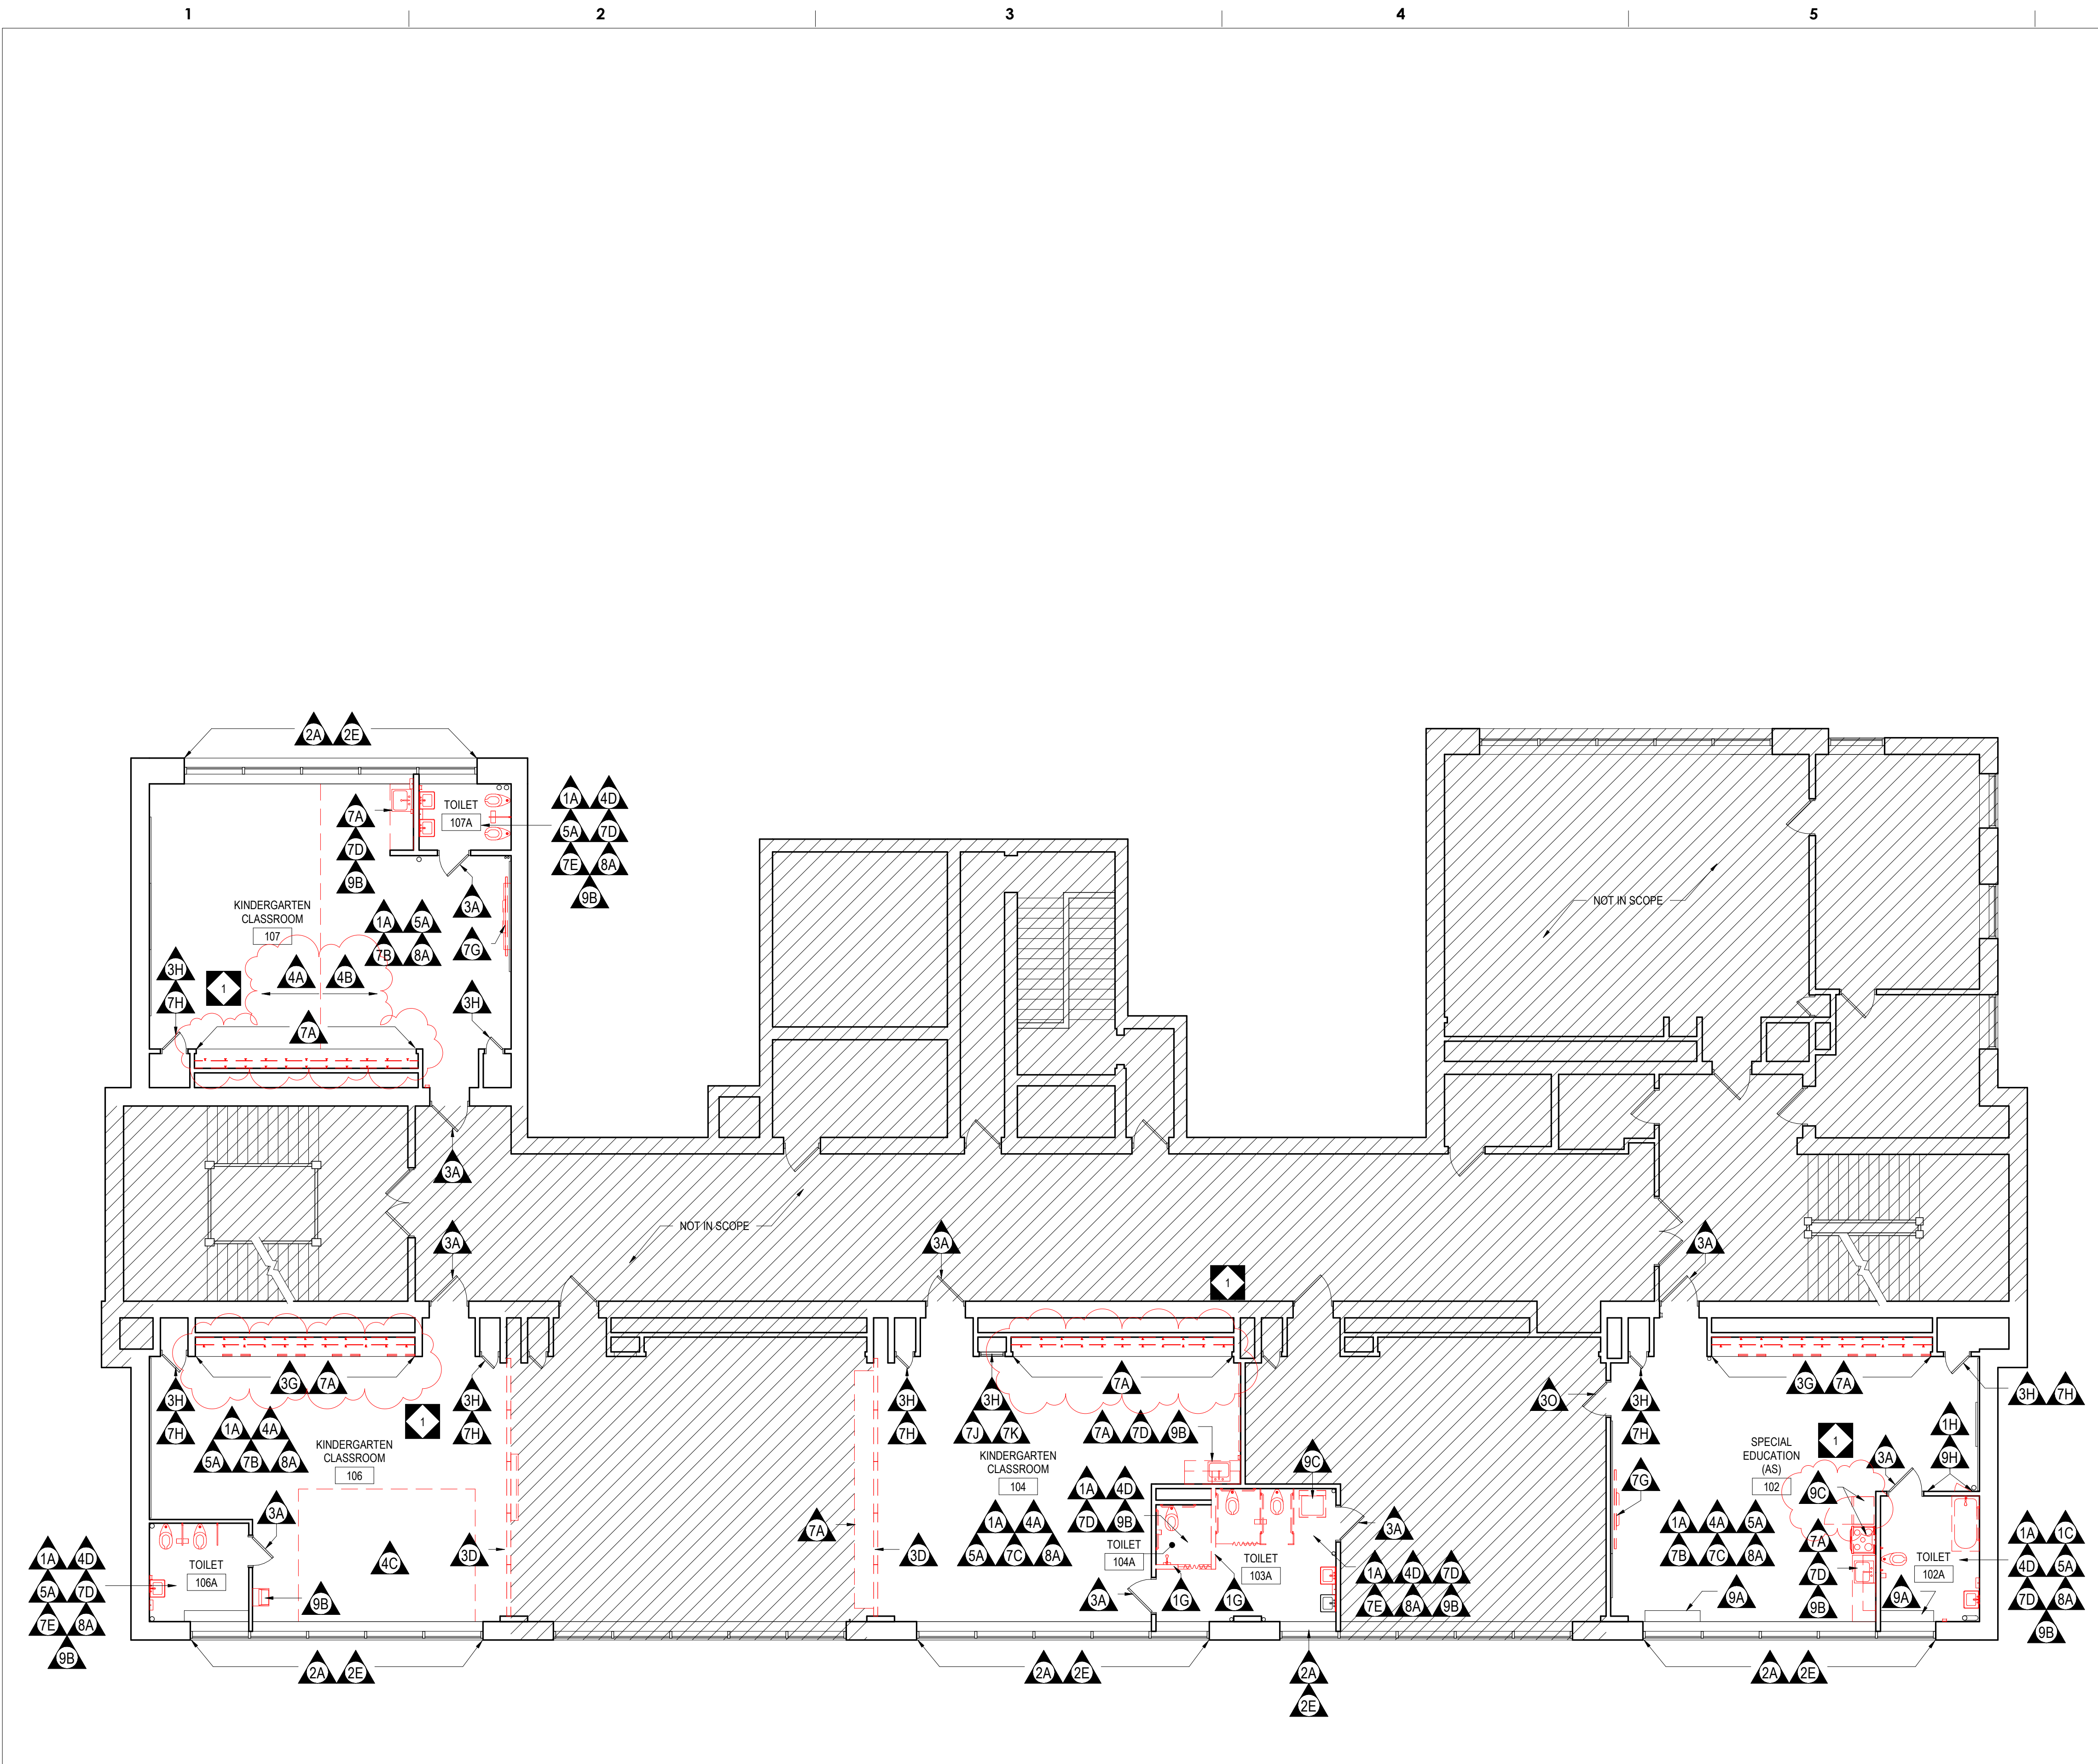 1 2 3 4 5
2A 2E
1A 4D
5A 7D
7E 8A
9B
7A
7D
9B
TOILET
107A
3A
KINDERGARTEN
CLASSROOM
107
1A 5A
7B 8A
7G
4A 4B
1
3H
7H
3H
7A
NOT IN SCOPE
3A
NOT IN SCOPE
3A
3A
3A
1
3G 7A
3H
7H
3H
7H
1A 4A
5A 7B 8A
KINDERGARTEN
CLASSROOM
106
1
3A
4C
3D
TOILET
106A
9B
1A 4D
5A 7D
7E 8A
9B
2A 2E
7A
3D
3H
7H
3H
7J 7K
7A
7A 7D 9B
KINDERGARTEN
CLASSROOM
104
1A 4A
5A 7C 8A
1A 4D
7D 9B
TOILET
104A
3A
1G
1G
TOILET
103A
9C
3A
1A 4D 7D
7E 8A 9B
2A 2E
2A
2E
3O
3H
7H
7G
3G 7A
3H 7H
1H
9H
SPECIAL
EDUCATION
(AS)
102
1
3A
9C
1A 4A 5A
7B 7C 8A
7A
7D
9B
9A
9A
TOILET
102A
1A 1C
4D 5A
7D 8A
9B
2A 2E